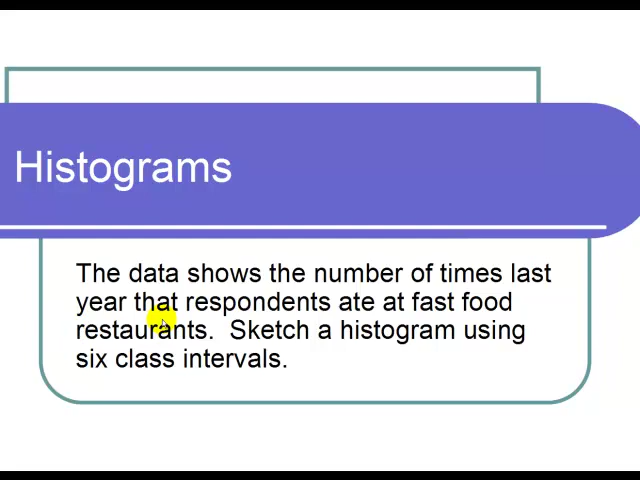 Histograms
The data shows the number of times last
year that respondents ate at fast food
restaurants.  Sketch a histogram using
six class intervals.